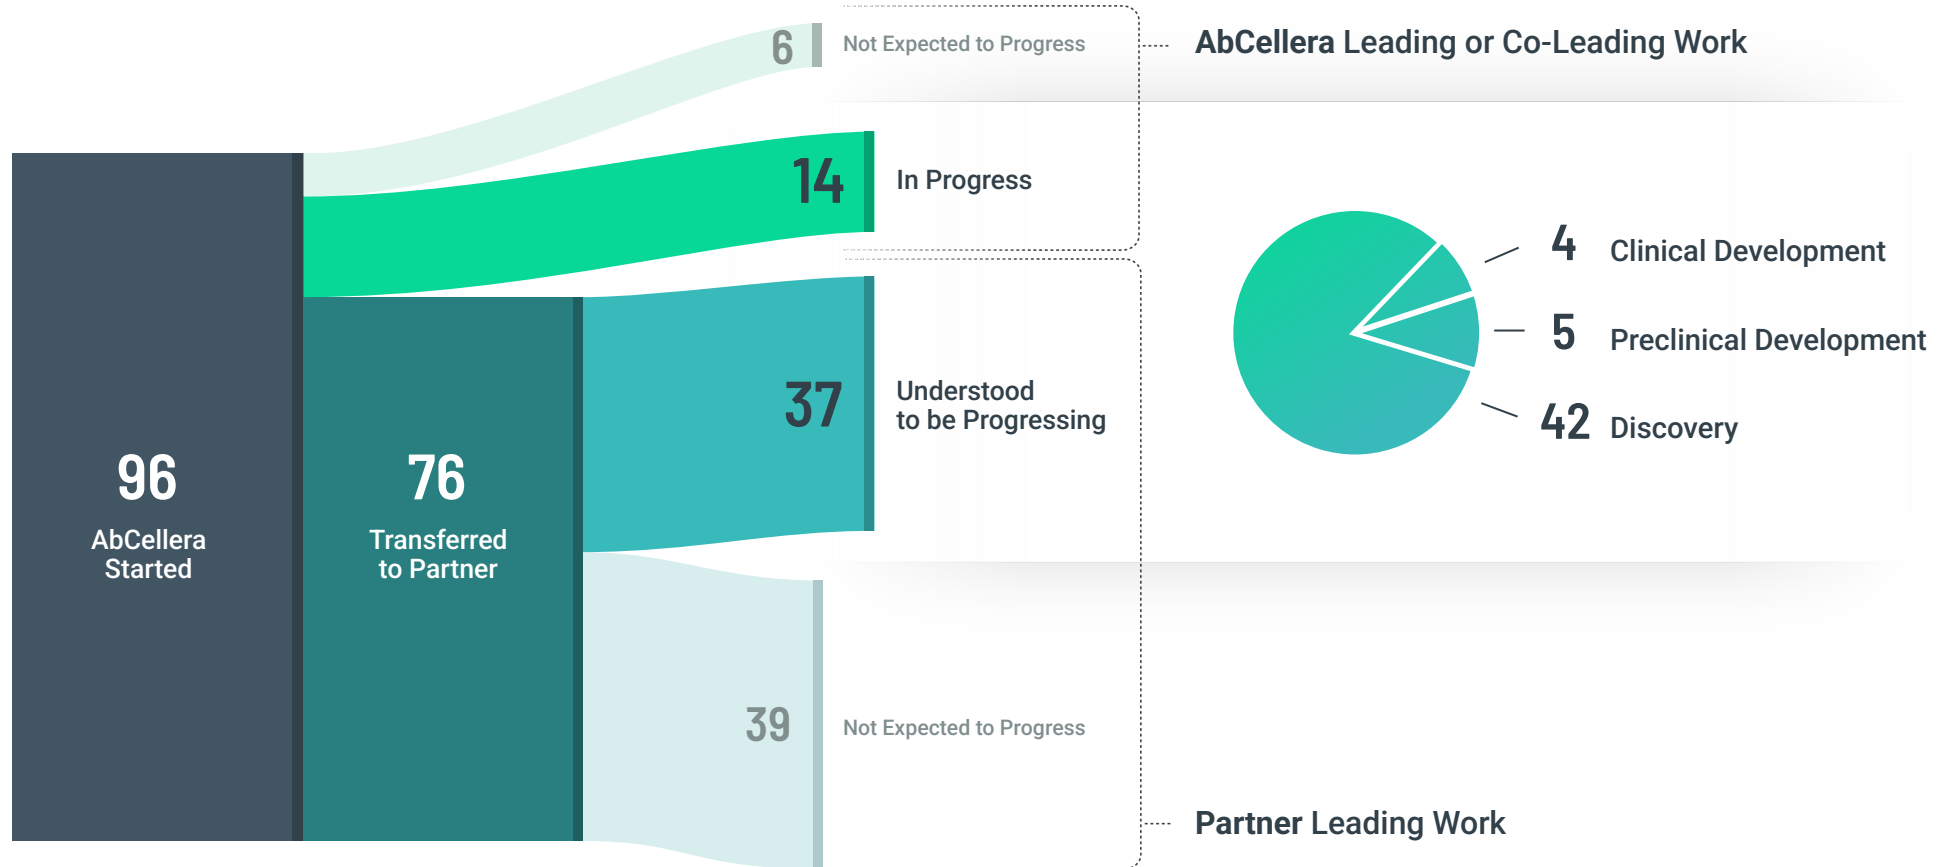 6
Not Expected to Progress
AbCellera Leading or Co-Leading Work
14
In Progress
4
Clinical Development
5
Preclinical Development
42
Discovery
37
Understood
to be Progressing
96
AbCellera
Started
76
Transferred
to Partner
39
Not Expected to Progress
Partner Leading Work